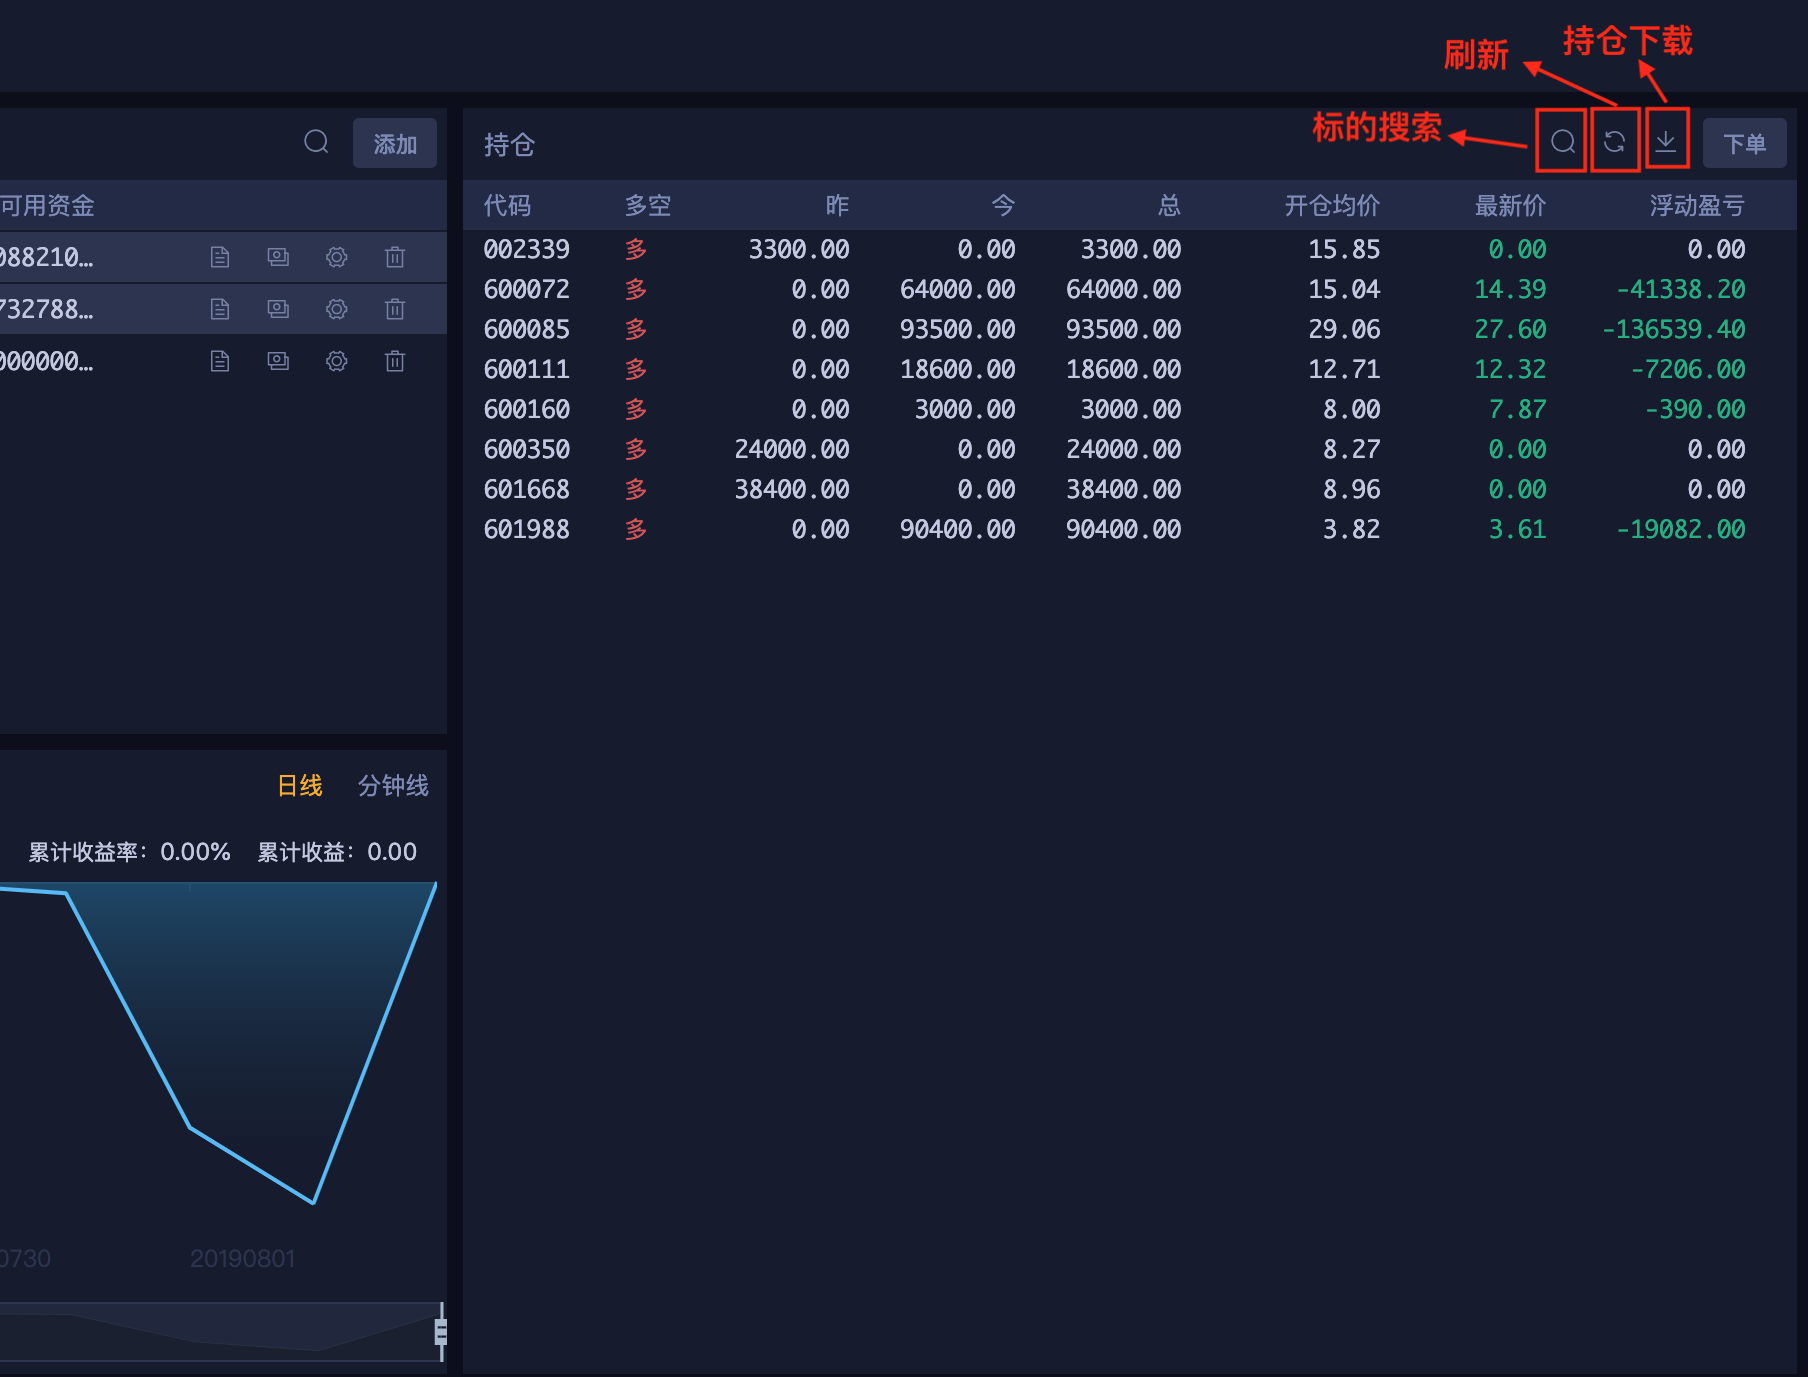 持仓下载
刷新
标的搜索
添加
可用资金
088210...
732788...
000000...
持仓
下单
代码 多空 昨 今 总 开仓均价 最新价 浮动盈亏
002339 多 3300.00 0.00 3300.00 15.85 0.00 0.00
600072 多 0.00 64000.00 64000.00 15.04 14.39 -41338.20
600085 多 0.00 93500.00 93500.00 29.06 27.60 -136539.40
600111 多 0.00 18600.00 18600.00 12.71 12.32 -7206.00
600160 多 0.00 3000.00 3000.00 8.00 7.87 -390.00
600350 多 24000.00 0.00 24000.00 8.27 0.00 0.00
601668 多 38400.00 0.00 38400.00 8.96 0.00 0.00
601988 多 0.00 90400.00 90400.00 3.82 3.61 -19082.00
日线 分钟线
累计收益率：0.00% 累计收益：0.00
0730 20190801